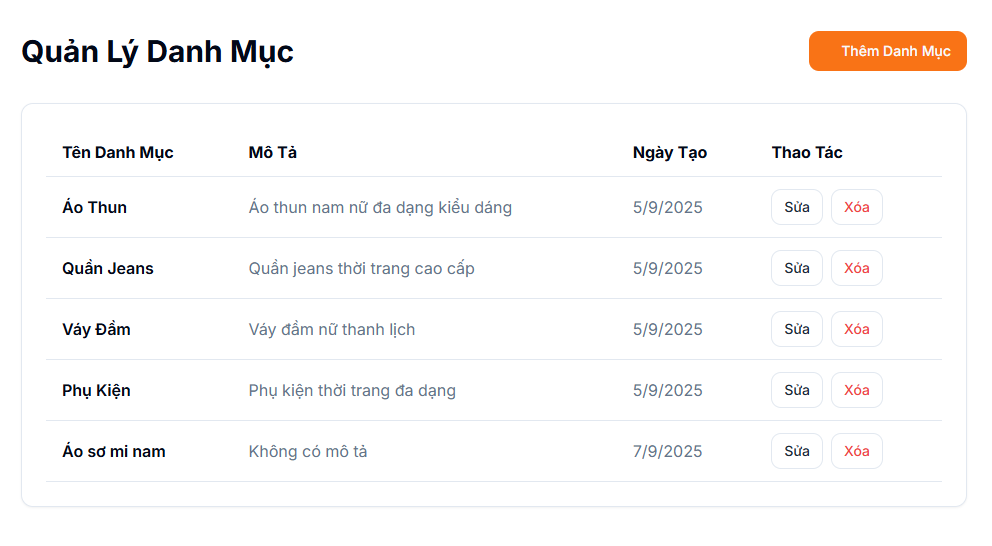 Quản Lý Danh Mục
Thêm Danh Mục
Tên Danh Mục Mô Tả Ngày Tạo Thao Tác
Áo Thun Áo thun nam nữ đa dạng kiểu dáng 5/9/2025 Sửa Xóa
Quần Jeans Quần jeans thời trang cao cấp 5/9/2025 Sửa Xóa
Váy Đầm Váy đầm nữ thanh lịch 5/9/2025 Sửa Xóa
Phụ Kiện Phụ kiện thời trang đa dạng 5/9/2025 Sửa Xóa
Áo sơ mi nam Không có mô tả 7/9/2025 Sửa Xóa